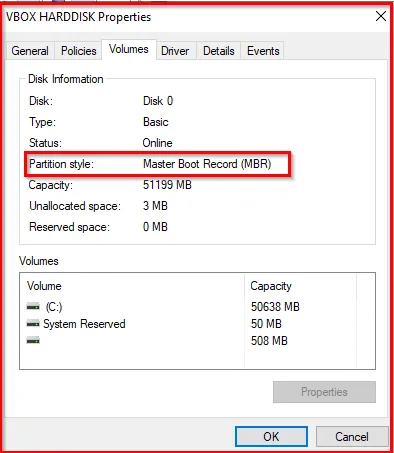 VBOX HARDDISK Properties
General Policies Volumes Driver Details Events
Disk Information
Disk: Disk 0
Type: Basic
Status: Online
Partition style: Master Boot Record (MBR)
Capacity: 51199 MB
Unallocated space: 3 MB
Reserved space: 0 MB
Volumes
Volume Capacity
(C:) 50638 MB
System Reserved 50 MB
508 MB
Properties
OK Cancel